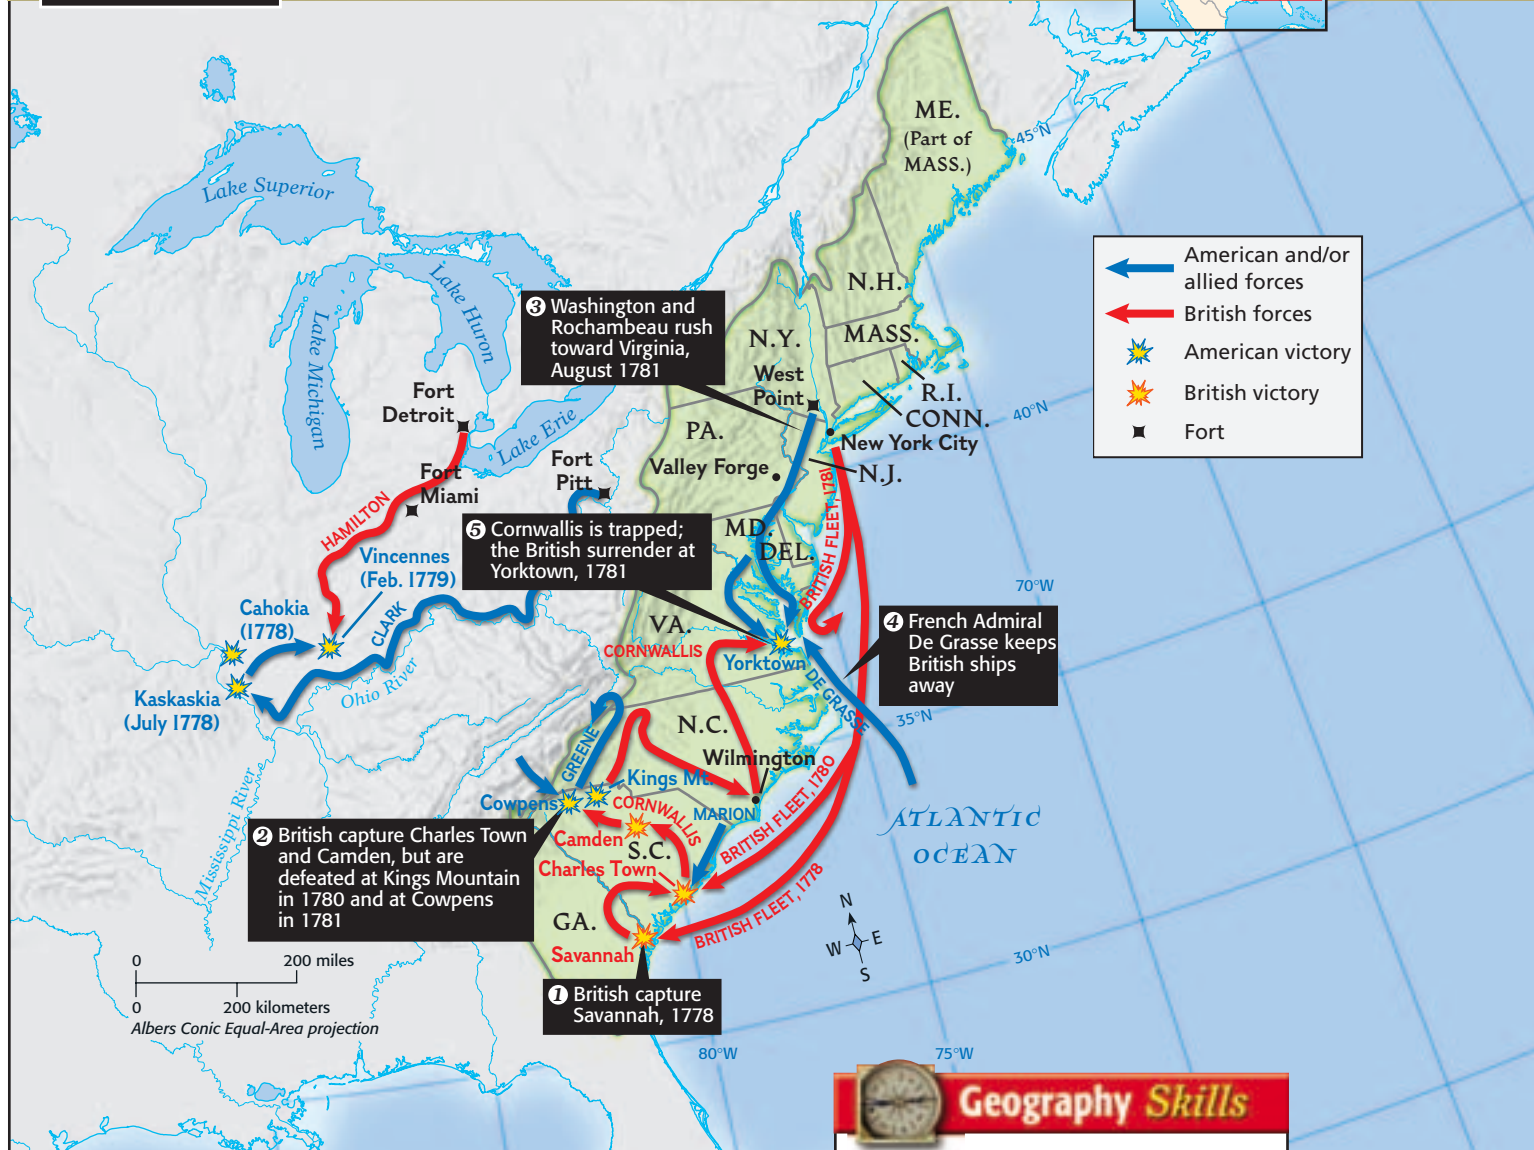 ME.
(Part of
MASS.)
45°N
Lake Superior
Lake Huron
Lake Michigan
Lake Erie
N.H.
MASS.
N.Y.
West
Point
R.I.
CONN.
40°N
New York City
PA.
Valley Forge
N.J.
American and/or
allied forces
British forces
American victory
British victory
Fort
3 Washington and
Rochambeau rush
toward Virginia,
August 1781
Fort
Detroit
Fort
Miami
Fort
Pitt
HAMILTON
Vincennes
(Feb. 1779)
Cahokia
(1778)
CLARK
Kaskaskia
(July 1778)
Ohio River
Mississippi River
5 Cornwallis is trapped;
the British surrender at
Yorktown, 1781
MD.
DEL.
BRITISH FLEET, 1781
70°W
VA.
CORNWALLIS
Yorktown
DE GRASSE
4 French Admiral
De Grasse keeps
British ships
away
35°N
N.C.
Wilmington
GREENE
Kings Mt.
Cowpens
CORNWALLIS
MARION
BRITISH FLEET, 1780
Camden
S.C.
Charles Town
BRITISH FLEET, 1778
ATLANTIC
OCEAN
2 British capture Charles Town
and Camden, but are
defeated at Kings Mountain
in 1780 and at Cowpens
in 1781
GA.
Savannah
1 British capture
Savannah, 1778
N
W E
S
30°N
0 200 miles
0 200 kilometers
Albers Conic Equal-Area projection
80°W
75°W
Geography Skills